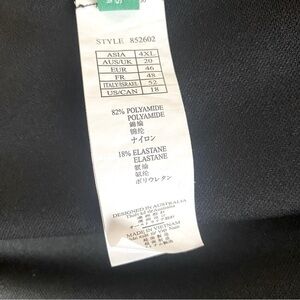 STYLE 852602
ASIA 4XL
AUS/UK 20
EUR 46
FR 48
ITALY/ISRAEL 52
US/CAN 18
82% POLYAMIDE
POLYAMIDE
錦綸
锦纶
ナイロン
18% ELASTANE
ELASTANE
氨纶
ポリウレタン
DESIGNED IN AUSTRALIA
MADE IN VIETNAM